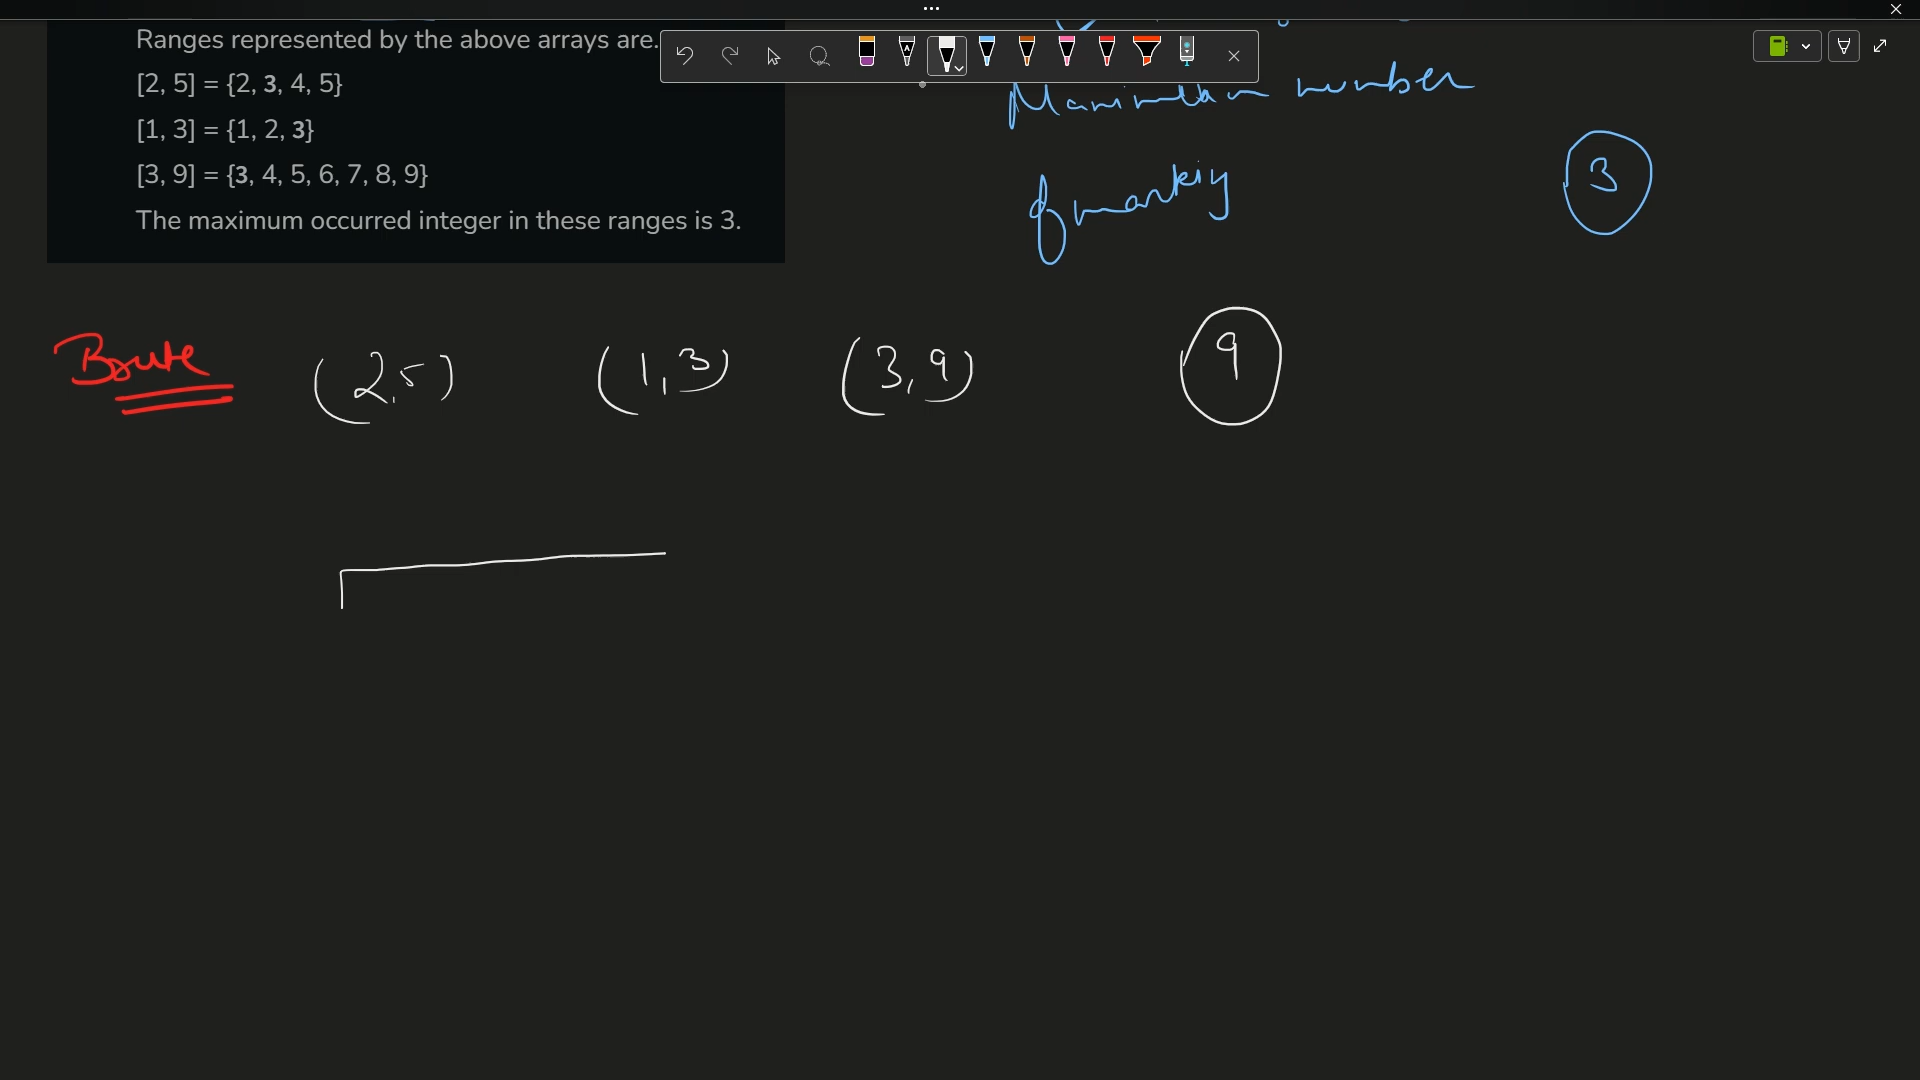 Ranges represented by the above arrays are.
[2, 5] = {2, 3, 4, 5}
[1, 3] = {1, 2, 3}
[3, 9] = {3, 4, 5, 6, 7, 8, 9}
The maximum occurred integer in these ranges is 3.
number
3
Brute (2,5) (1,3) (3,9) 9